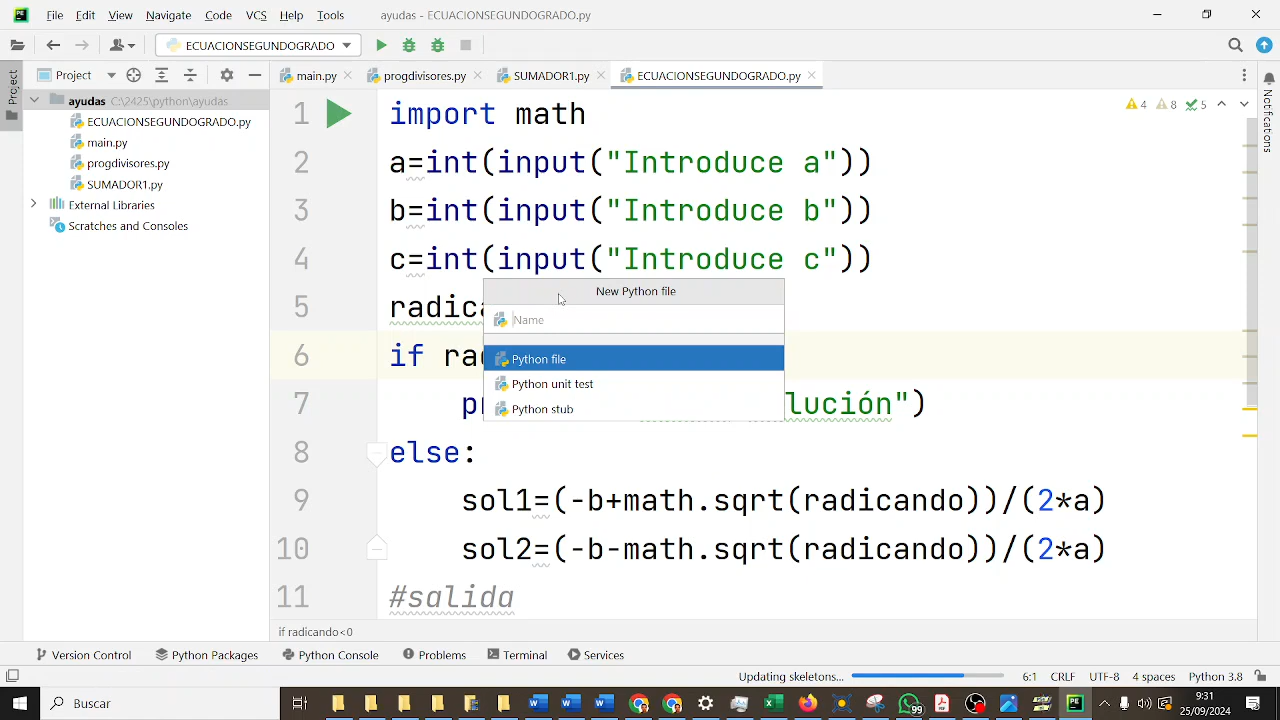 File Edit View Navigate Code VCS Help Tools ayudas - ECUACIONSEGUNDOGRADO.py
ECUACIONSEGUNDOGRADO
Project
main.py progdivisores.py SUMADOR1.py ECUACIONSEGUNDOGRADO.py
Project
Notifications
ayudas C:\2425\python\ayudas
ECUACIONSEGUNDOGRADO.py
main.py
progdivisores.py
SUMADOR1.py
External Libraries
Scratches and Consoles
4 8 5
1 import math
2 a=int(input("Introduce a"))
3 b=int(input("Introduce b"))
4 c=int(input("Introduce c"))
5 radica
6 if rad
7 pr lución")
8 else:
9 sol1=(-b+math.sqrt(radicando))/(2*a)
10 sol2=(-b-math.sqrt(radicando))/(2*a)
11 #salida
New Python file
Name
Python file
Python unit test
Python stub
if radicando<0
Version Control Python Packages Python Console Problems Terminal Services
Updating skeletons... 6:1 CRLF UTF-8 4 spaces Python 3.8
Buscar
99
9:31
25/09/2024